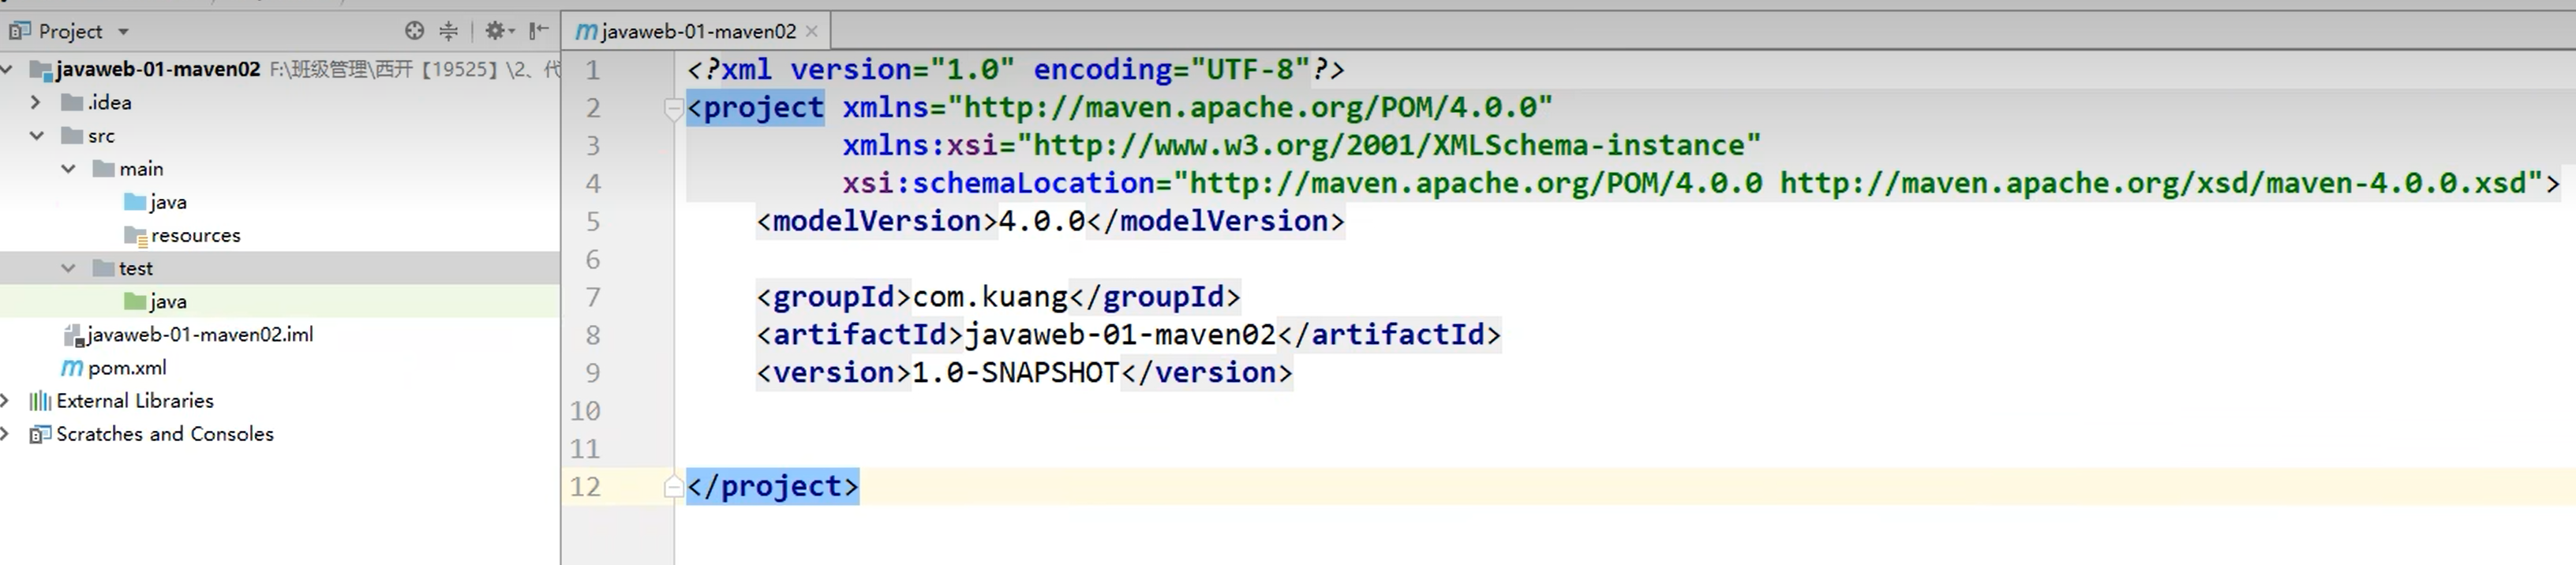 Project
javaweb-01-maven02 F:\班级管理\西开【19525】\2、代
.idea
src
main
java
resources
test
java
javaweb-01-maven02.iml
pom.xml
External Libraries
Scratches and Consoles
javaweb-01-maven02
1 <?xml version="1.0" encoding="UTF-8"?>
2 <project xmlns="http://maven.apache.org/POM/4.0.0"
3 xmlns:xsi="http://www.w3.org/2001/XMLSchema-instance"
4 xsi:schemaLocation="http://maven.apache.org/POM/4.0.0 http://maven.apache.org/xsd/maven-4.0.0.xsd">
5 <modelVersion>4.0.0</modelVersion>
6
7 <groupId>com.kuang</groupId>
8 <artifactId>javaweb-01-maven02</artifactId>
9 <version>1.0-SNAPSHOT</version>
10
11
12 </project>